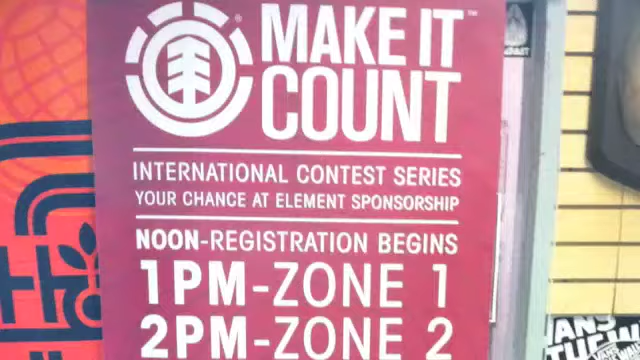 MAKE IT
COUNT
INTERNATIONAL CONTEST SERIES
YOUR CHANCE AT ELEMENT SPONSORSHIP
NOON-REGISTRATION BEGINS
1PM-ZONE 1
2PM-ZONE 2